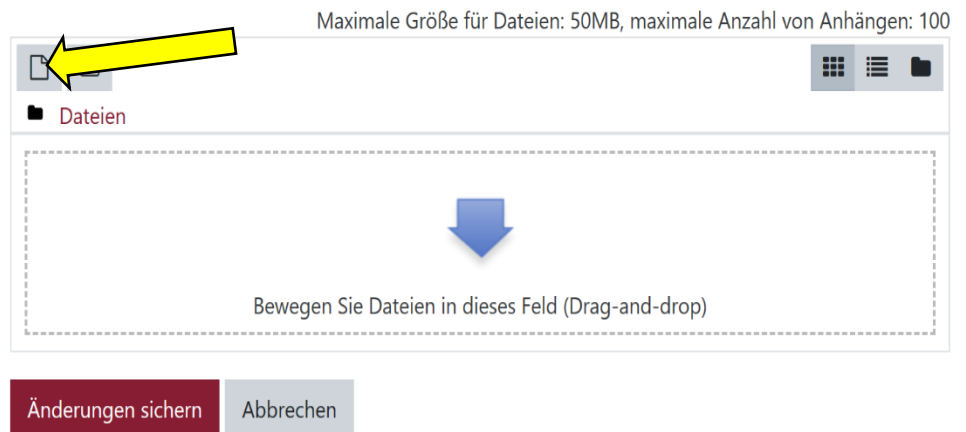 Maximale Größe für Dateien: 50MB, maximale Anzahl von Anhängen: 100
Dateien
Bewegen Sie Dateien in dieses Feld (Drag-and-drop)
Änderungen sichern Abbrechen